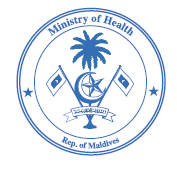 Ministry of Health
Rep. of Maldives